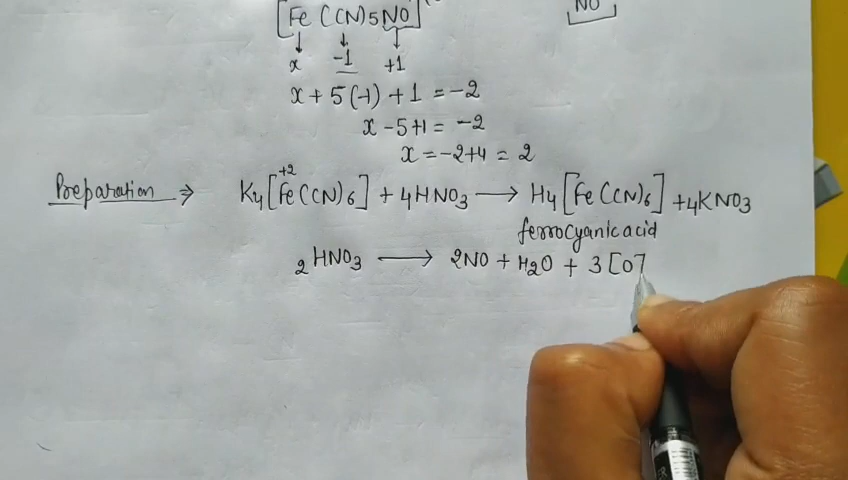 [Fe (CN)5NO]
NO
x -1 +1
x + 5(-1) + 1 = -2
x - 5+1 = -2
x = -2+4 = 2
+2
Preparation ⇒ K4[Fe(CN)6] + 4HNO3 → H4[Fe(CN)6] + 4KNO3
ferrocyanic acid
2HNO3 → 2NO + H2O + 3[O]